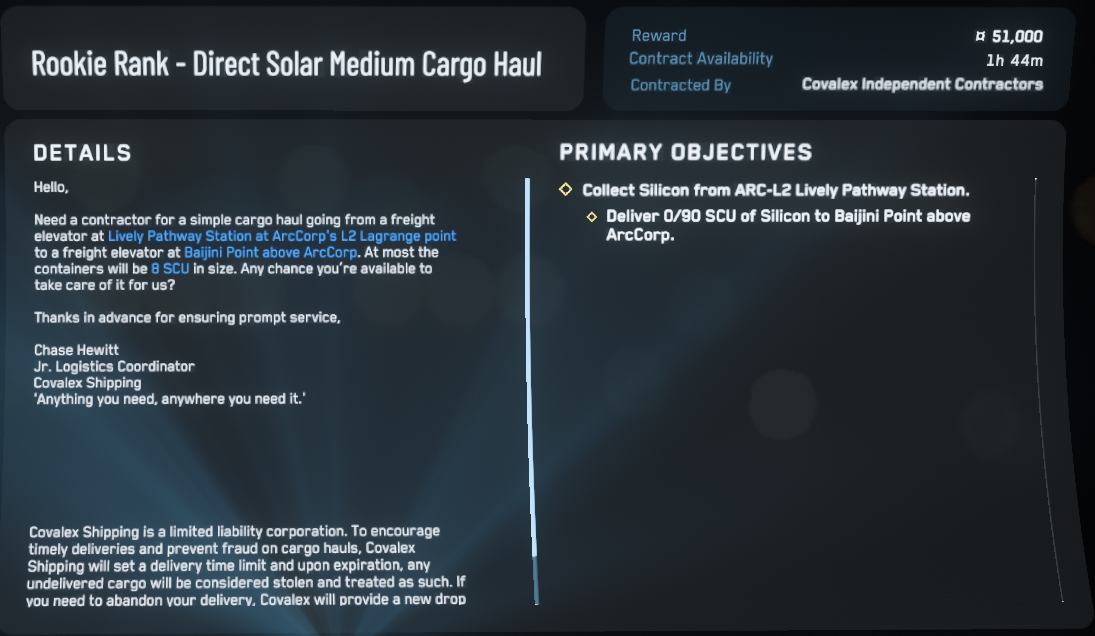 Rookie Rank - Direct Solar Medium Cargo Haul
Reward
¤ 51,000
Contract Availability
1h 44m
Contracted By
Covalex Independent Contractors
DETAILS
Hello,
Need a contractor for a simple cargo haul going from a freight
elevator at Lively Pathway Station at ArcCorp's L2 Lagrange point
to a freight elevator at Baijini Point above ArcCorp. At most the
containers will be 8 SCU in size. Any chance you're available to
take care of it for us?
Thanks in advance for ensuring prompt service,
Chase Hewitt
Jr. Logistics Coordinator
Covalex Shipping
'Anything you need, anywhere you need it.'
Covalex Shipping is a limited liability corporation. To encourage
timely deliveries and prevent fraud on cargo hauls, Covalex
Shipping will set a delivery time limit and upon expiration, any
undelivered cargo will be considered stolen and treated as such. If
you need to abandon your delivery, Covalex will provide a new drop
PRIMARY OBJECTIVES
Collect Silicon from ARC-L2 Lively Pathway Station.
Deliver 0/90 SCU of Silicon to Baijini Point above
ArcCorp.